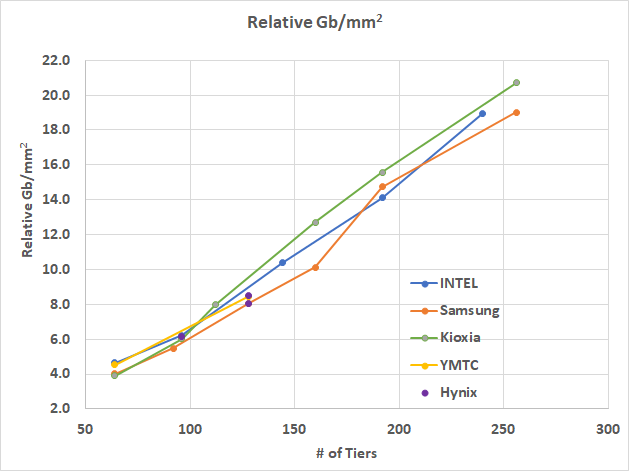 Relative Gb/mm²
22.0
20.0
18.0
16.0
14.0
12.0
10.0
8.0
6.0
4.0
2.0
Relative Gb/mm²
INTEL
Samsung
Kioxia
YMTC
Hynix
50 100 150 200 250 300
# of Tiers